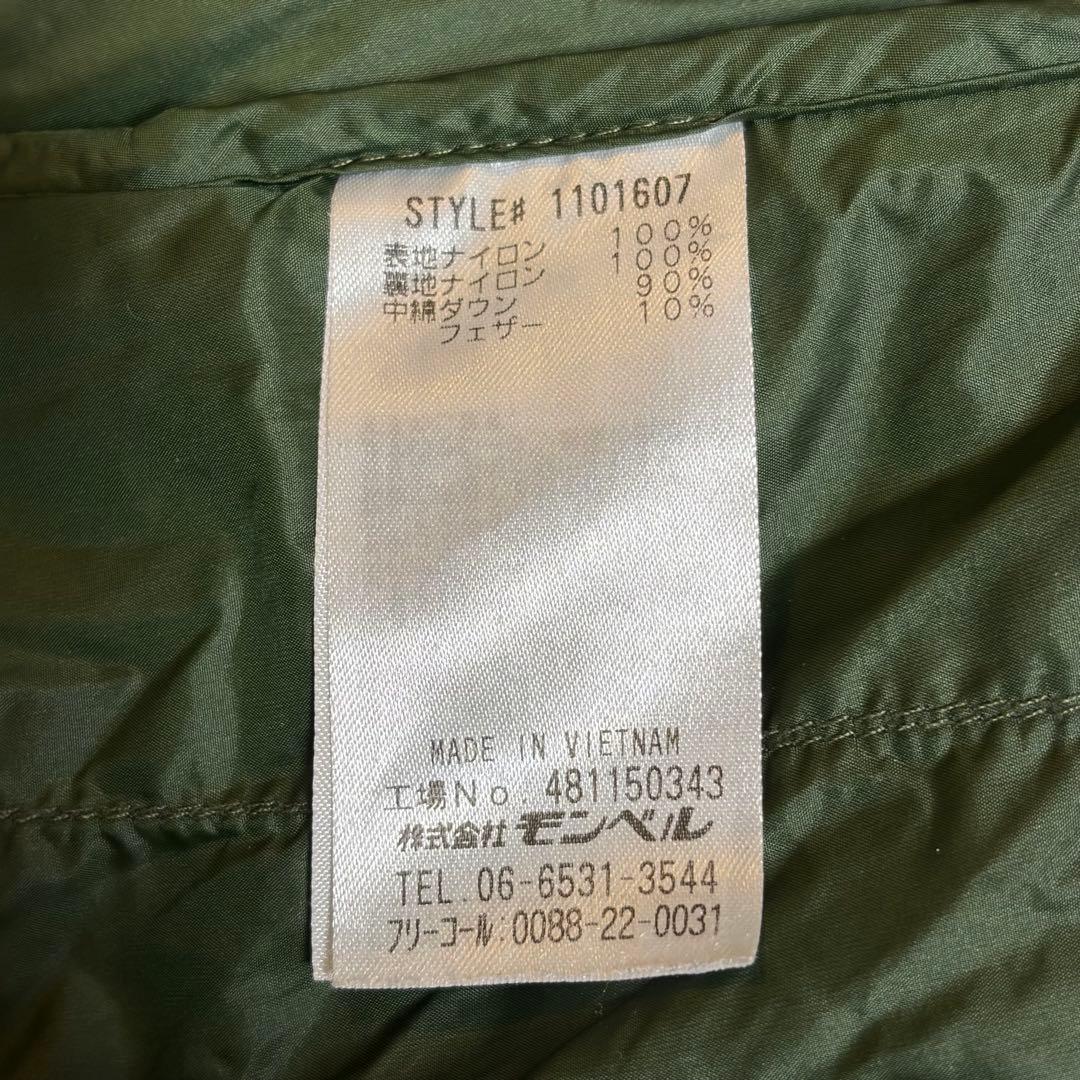 STYLE# 1101607
表地ナイロン 100%
裏地ナイロン 100%
中綿ダウン 90%
フェザー 10%
MADE IN VIETNAM
工場No. 481150343
株式会社モンベル
TEL.06-6531-3544
フリーコール:0088-22-0031